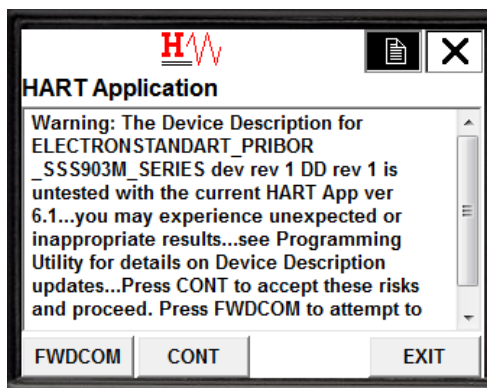 H
HART Application
Warning: The Device Description for
ELECTRONSTANDART_PRIBOR
_SSS903M_SERIES dev rev 1 DD rev 1 is
untested with the current HART App ver
6.1...you may experience unexpected or
inappropriate results...see Programming
Utility for details on Device Description
updates...Press CONT to accept these risks
and proceed. Press FWDCOM to attempt to
FWDCOM CONT EXIT